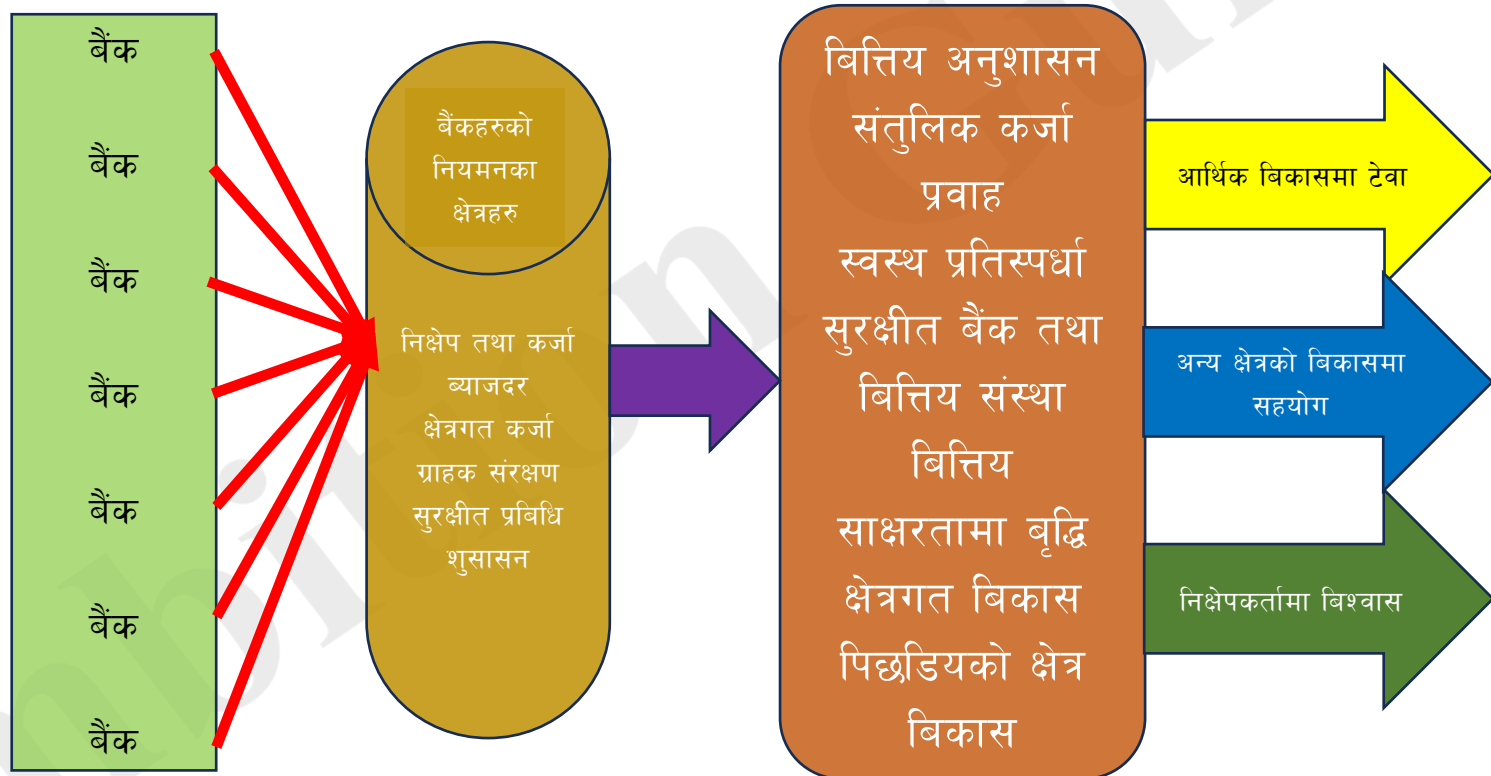 बैंक
बैंक
बैंक
बैंक
बैंक
बैंक
बैंक
बैंकहरुको
नियमनका
क्षेत्रहरु
निक्षेप तथा कर्जा
ब्याजदर
क्षेत्रगत कर्जा
ग्राहक संरक्षण
सुरक्षीत प्रबिधि
शुसासन
बित्तिय अनुशासन
संतुलिक कर्जा
प्रवाह
स्वस्थ प्रतिस्पर्धा
सुरक्षीत बैंक तथा
बित्तिय संस्था
बित्तिय
साक्षरतामा बृद्धि
क्षेत्रगत बिकास
पिछडियको क्षेत्र
बिकास
आर्थिक बिकासमा टेवा
अन्य क्षेत्रको बिकासमा
सहयोग
निक्षेपकर्तामा बिश्वास